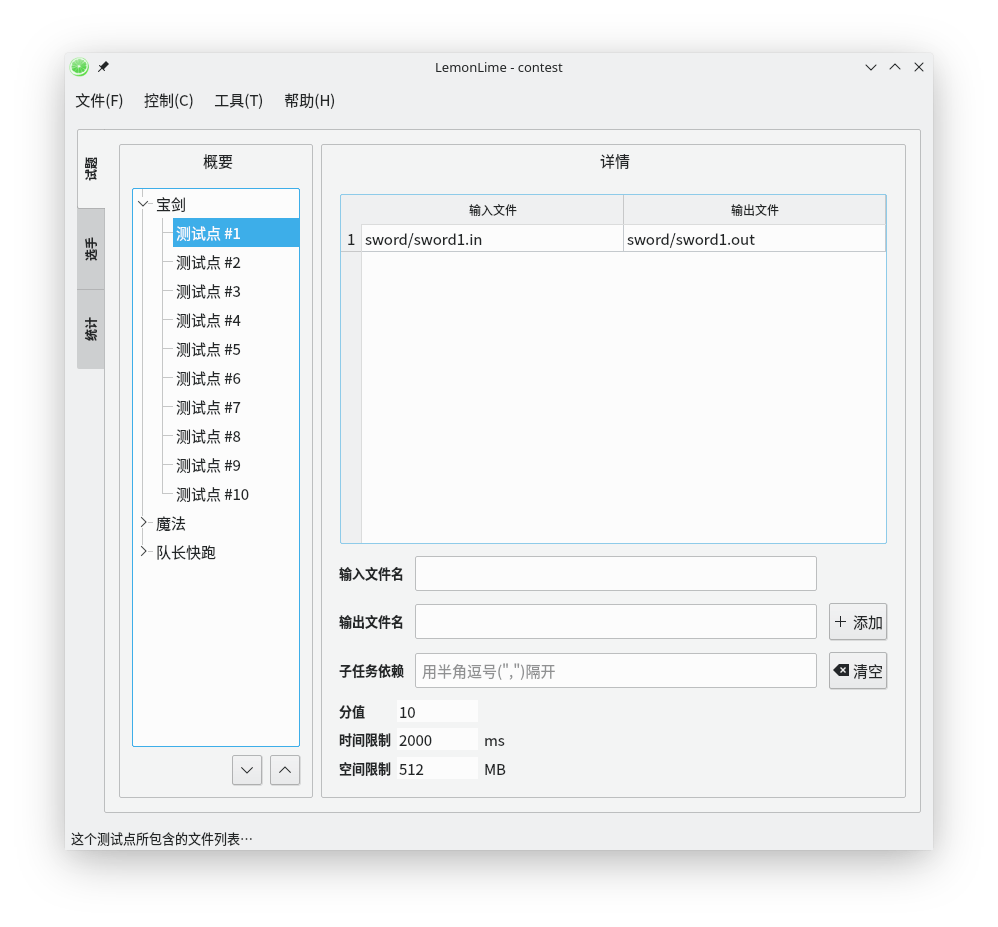 LemonLime - contest
文件(F) 控制(C) 工具(T) 帮助(H)
试题
选手
统计
概要
宝剑
测试点 #1
测试点 #2
测试点 #3
测试点 #4
测试点 #5
测试点 #6
测试点 #7
测试点 #8
测试点 #9
测试点 #10
魔法
队长快跑
详情
输入文件 输出文件
1 sword/sword1.in sword/sword1.out
输入文件名
输出文件名 添加
子任务依赖 用半角逗号(",")隔开 清空
分值 10
时间限制 2000 ms
空间限制 512 MB
这个测试点所包含的文件列表…